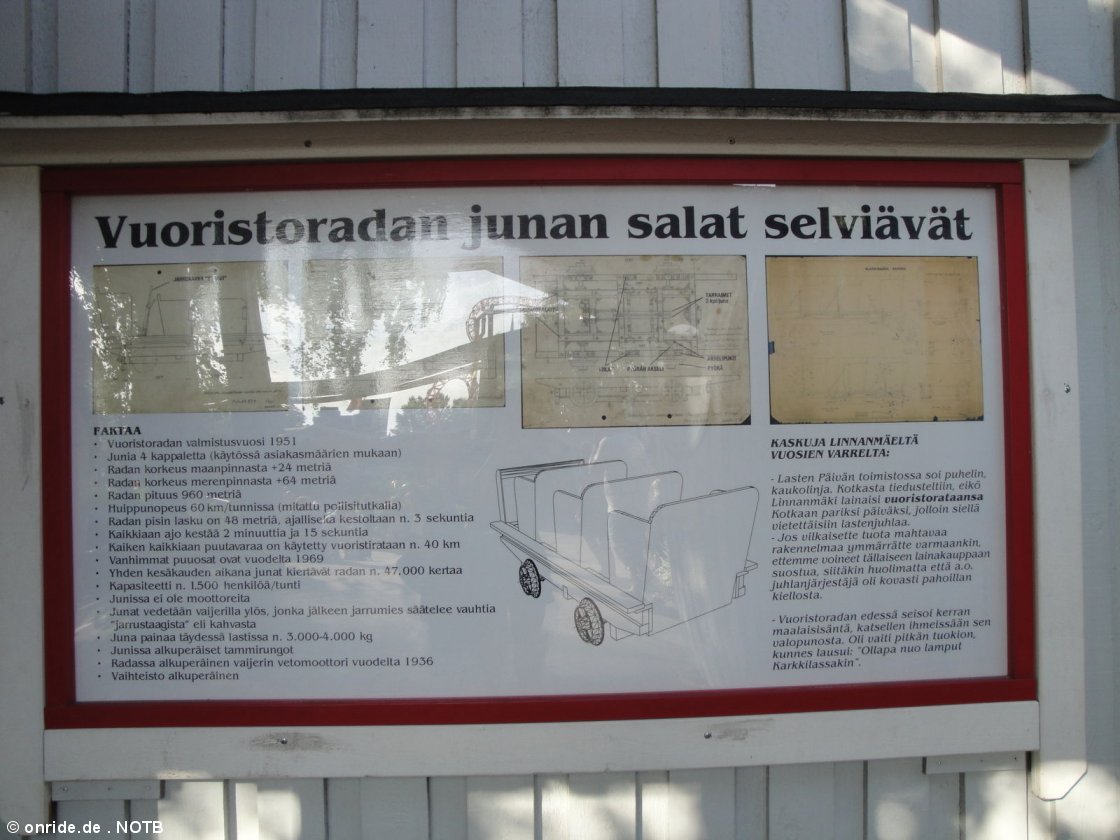 Vuoristoradan junan salat selviävät
TARRAIMET
PYÖRÄN AKSELI
PYÖRÄ
FAKTAA
• Vuoristoradan valmistusvuosi 1951
• Junia 4 kappaletta (käytössä asiakasmäärien mukaan)
• Radan korkeus maanpinnasta +24 metriä
• Radan korkeus merenpinnasta +64 metriä
• Radan pituus 960 metriä
• Huippunopeus 60 km/tunnissa (mitattu poliisitutkalla)
• Radan pisin lasku on 48 metriä, ajallisekä kestoltaan n. 3 sekuntia
• Kaikkiaan ajo kestää 2 minuuttia ja 15 sekuntia
• Kaiken kaikkiaan puutavaraa on käytetty vuoristirataan n. 40 km
• Vanhimmat puuosat ovat vuodelta 1969
• Yhden kesäkauden aikana junat kiertävät radan n. 47.000 kertaa
• Kapasiteetti n. 1.500 henkilöä/tunti
• Junissa ei ole moottoreita
• Junat vedetään vaijerilla ylös, jonka jälkeen jarrumies säätelee vauhtia
"jarrustaagista" eli kahvasta
• Juna painaa täydessä lastissa n. 3.000-4.000 kg
• Junissa alkuperäiset tammirungot
• Radassa alkuperäinen vaijerin vetomoottori vuodelta 1936
• Vaihteisto alkuperäinen
KASKUJA LINNANMÄELTÄ
VUOSIEN VARRELTA:
- Lasten Päivän toimistossa soi puhelin,
kaukolinja. Kotkasta tiedusteltiin, eikö
Linnanmäki lainaisi vuoristorataansa
Kotkaan pariksi päiväksi, jolloin siellä
vietettäisiin lastenjuhlaa.
- Jos vilkaisette tuota mahtavaa
rakennelmaa ymmärrätte varmaankin,
ettemme voineet tällaiseen lainakauppaan
suostua, siitäkin huolimatta että a.o.
juhlanjärjestäjä oli kovasti pahoillan
kiellosta.
- Vuoristoradan edessä seisoi kerran
maalaisisäntä, katsellen ihmeissään sen
valopunosta. Oli vaiti pitkän tuokion,
kunnes lausui: "Ollapa nuo lamput
Karkkilassakin".
© onride.de . NOTB